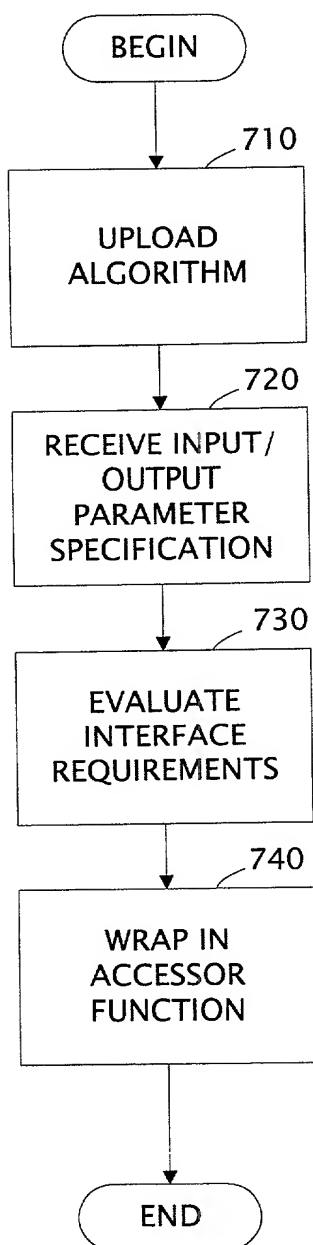 BEGIN
710
UPLOAD
ALGORITHM
720
RECEIVE INPUT/
OUTPUT
PARAMETER
SPECIFICATION
730
EVALUATE
INTERFACE
REQUIREMENTS
740
WRAP IN
ACCESSOR
FUNCTION
END